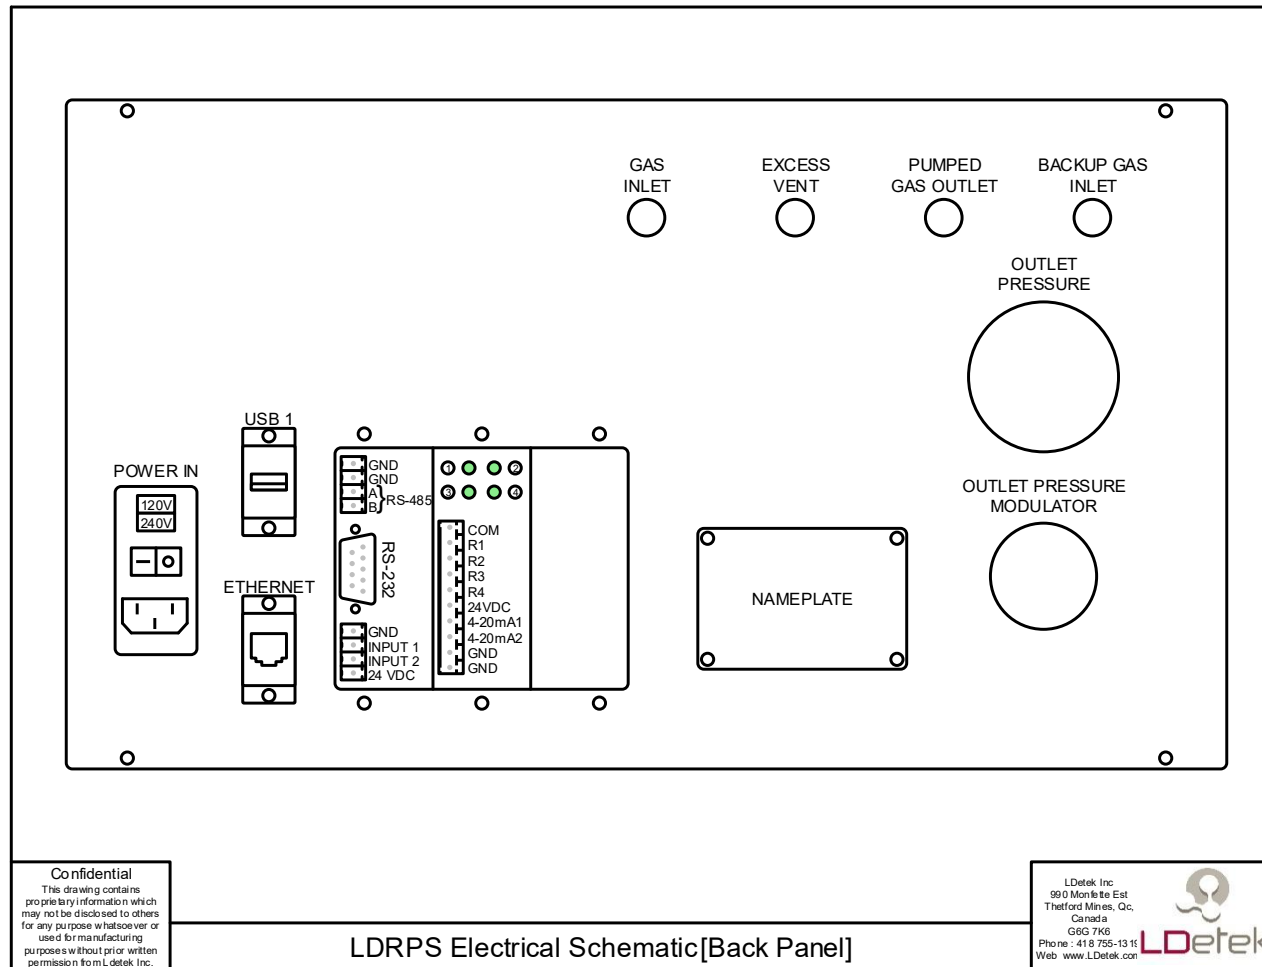 GAS
INLET
EXCESS
VENT
PUMPED
GAS OUTLET
BACKUP GAS
INLET
OUTLET
PRESSURE
USB 1
POWER IN
120V
240V
ETHERNET
GND
GND
A
B
RS-485
RS-232
GND
INPUT 1
INPUT 2
24 VDC
1
2
3
4
COM
R1
R2
R3
R4
24VDC
4-20mA1
4-20mA2
GND
GND
OUTLET PRESSURE
MODULATOR
NAMEPLATE
Confidential
This drawing contains
proprietary information which
may not be disclosed to others
for any purpose whatsoever or
used for manufacturing
purposes without prior written
permission from Ldetek Inc.
LDRPS Electrical Schematic[Back Panel]
LDetek Inc
990 Monfette Est
Thetford Mines, Qc,
Canada
G6G 7K6
Phone : 418 755-1319
Web www.LDetek.com
LDetek